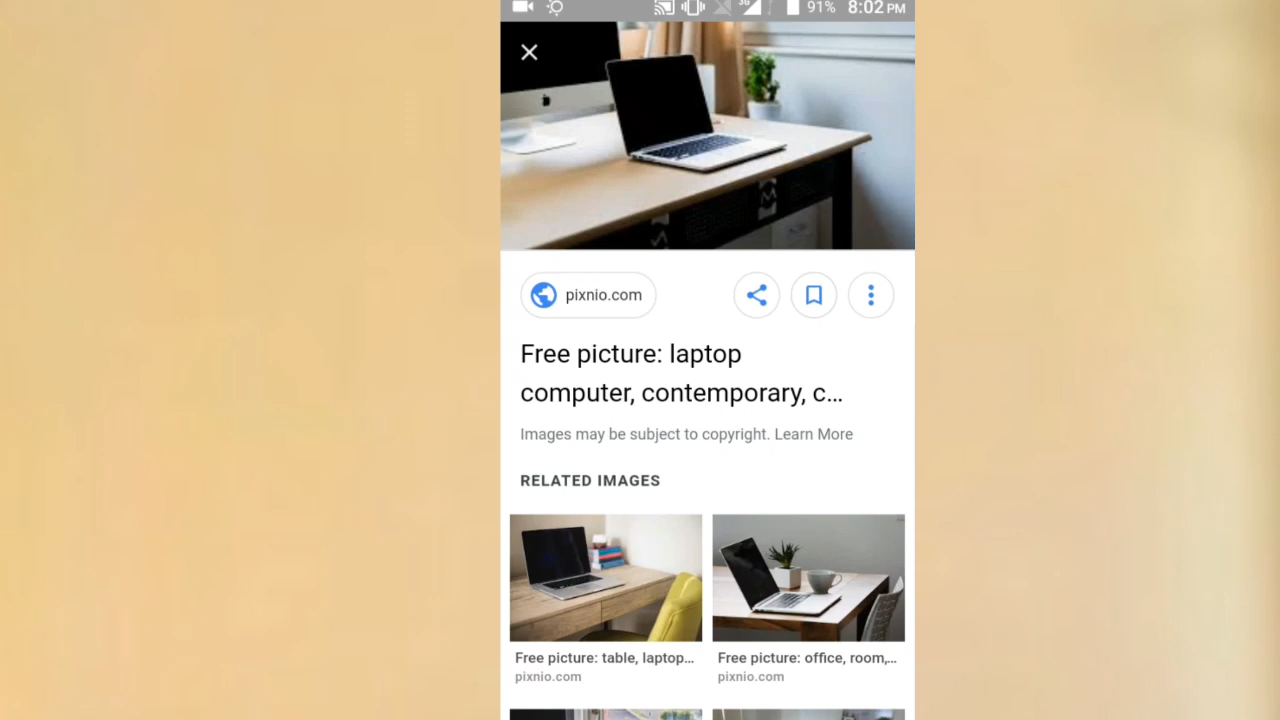 3G 91% 8:02 PM
pixnio.com
Free picture: laptop
computer, contemporary, c...
Images may be subject to copyright. Learn More
RELATED IMAGES
Free picture: table, laptop...
Free picture: office, room,...
pixnio.com
pixnio.com